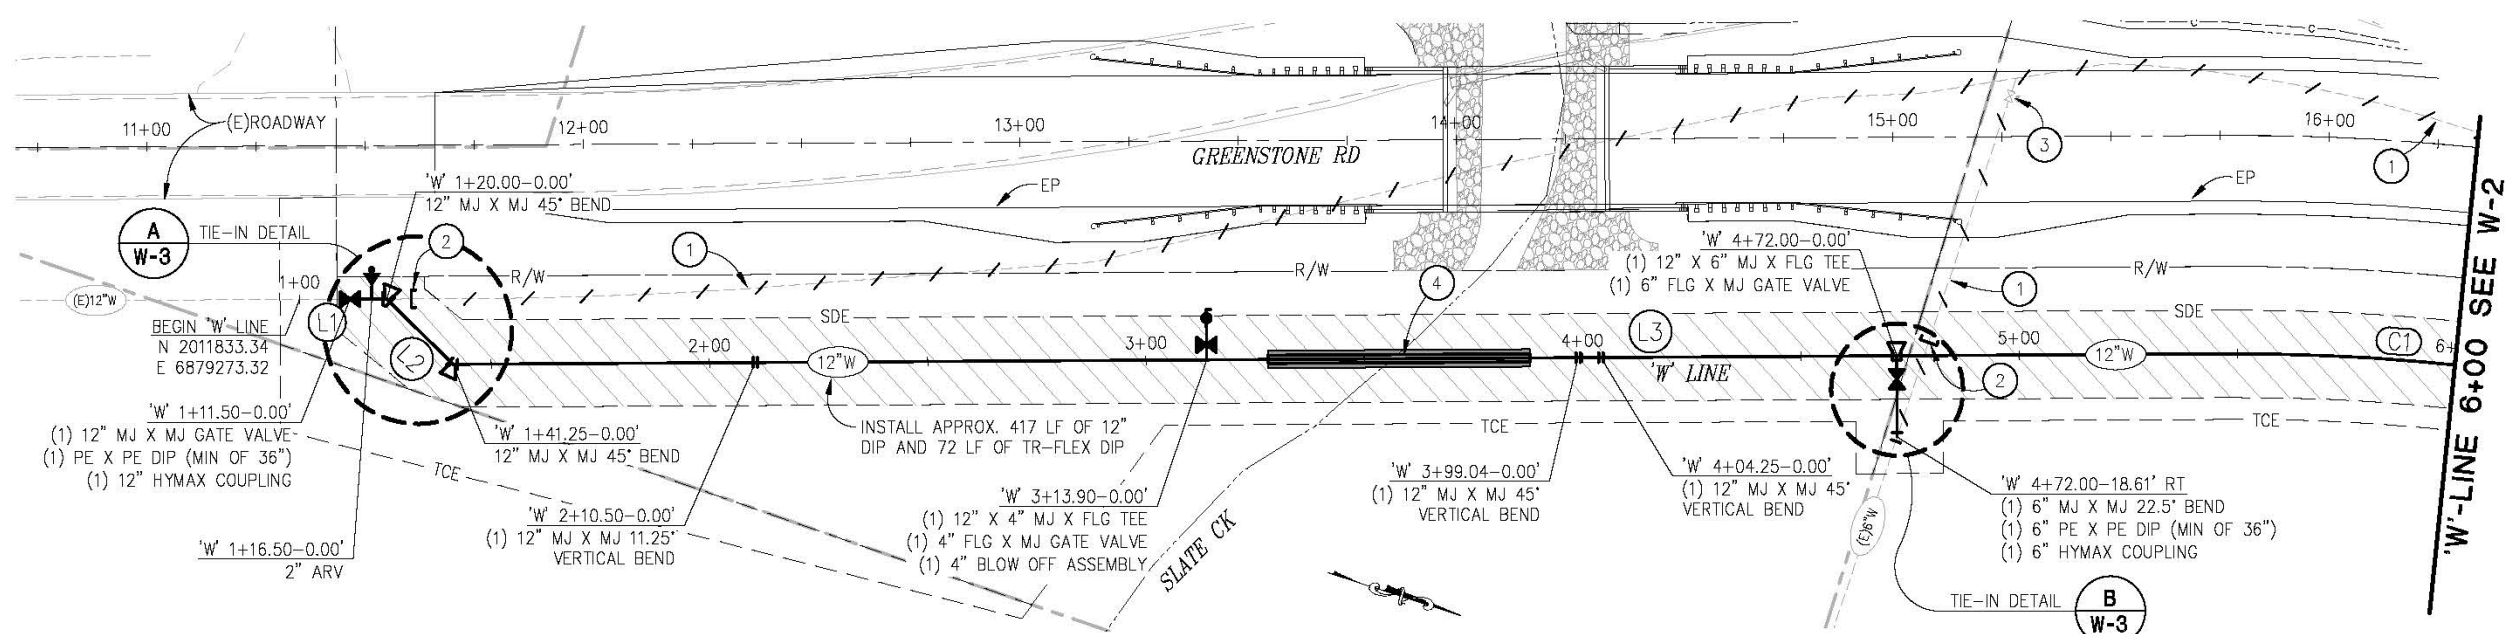 11+00
12+00
13+00
14+00
15+00
16+00
(E)ROADWAY
GREENSTONE RD
3
1
EP
EP
'W' 1+20.00-0.00'
12" MJ X MJ 45° BEND
A
W-3
TIE-IN DETAIL
2
1
R/W
R/W
R/W
'W' 4+72.00-0.00'
(1) 12" X 6" MJ X FLG TEE
(1) 6" FLG X MJ GATE VALVE
4
1
(E)12"W
1+00
L1
L2
BEGIN 'W' LINE
N 2011833.34
E 6879273.32
SDE
SDE
2+00
12"W
3+00
4+00
L3
'W' LINE
5+00
12"W
C1
6+
2
'W'-LINE 6+00 SEE W-2
'W' 1+11.50-0.00'
(1) 12" MJ X MJ GATE VALVE
(1) PE X PE DIP (MIN OF 36")
(1) 12" HYMAX COUPLING
'W' 1+41.25-0.00'
12" MJ X MJ 45° BEND
TCE
INSTALL APPROX. 417 LF OF 12"
DIP AND 72 LF OF TR-FLEX DIP
TCE
TCE
'W' 1+16.50-0.00'
2" ARV
'W' 2+10.50-0.00'
(1) 12" MJ X MJ 11.25°
VERTICAL BEND
'W' 3+13.90-0.00'
(1) 12" X 4" MJ X FLG TEE
(1) 4" FLG X MJ GATE VALVE
(1) 4" BLOW OFF ASSEMBLY
SLATE CK
'W' 3+99.04-0.00'
(1) 12" MJ X MJ 45°
VERTICAL BEND
'W' 4+04.25-0.00'
(1) 12" MJ X MJ 45°
VERTICAL BEND
(E)6"W
'W' 4+72.00-18.61' RT
(1) 6" MJ X MJ 22.5° BEND
(1) 6" PE X PE DIP (MIN OF 36")
(1) 6" HYMAX COUPLING
TIE-IN DETAIL
B
W-3
C
C